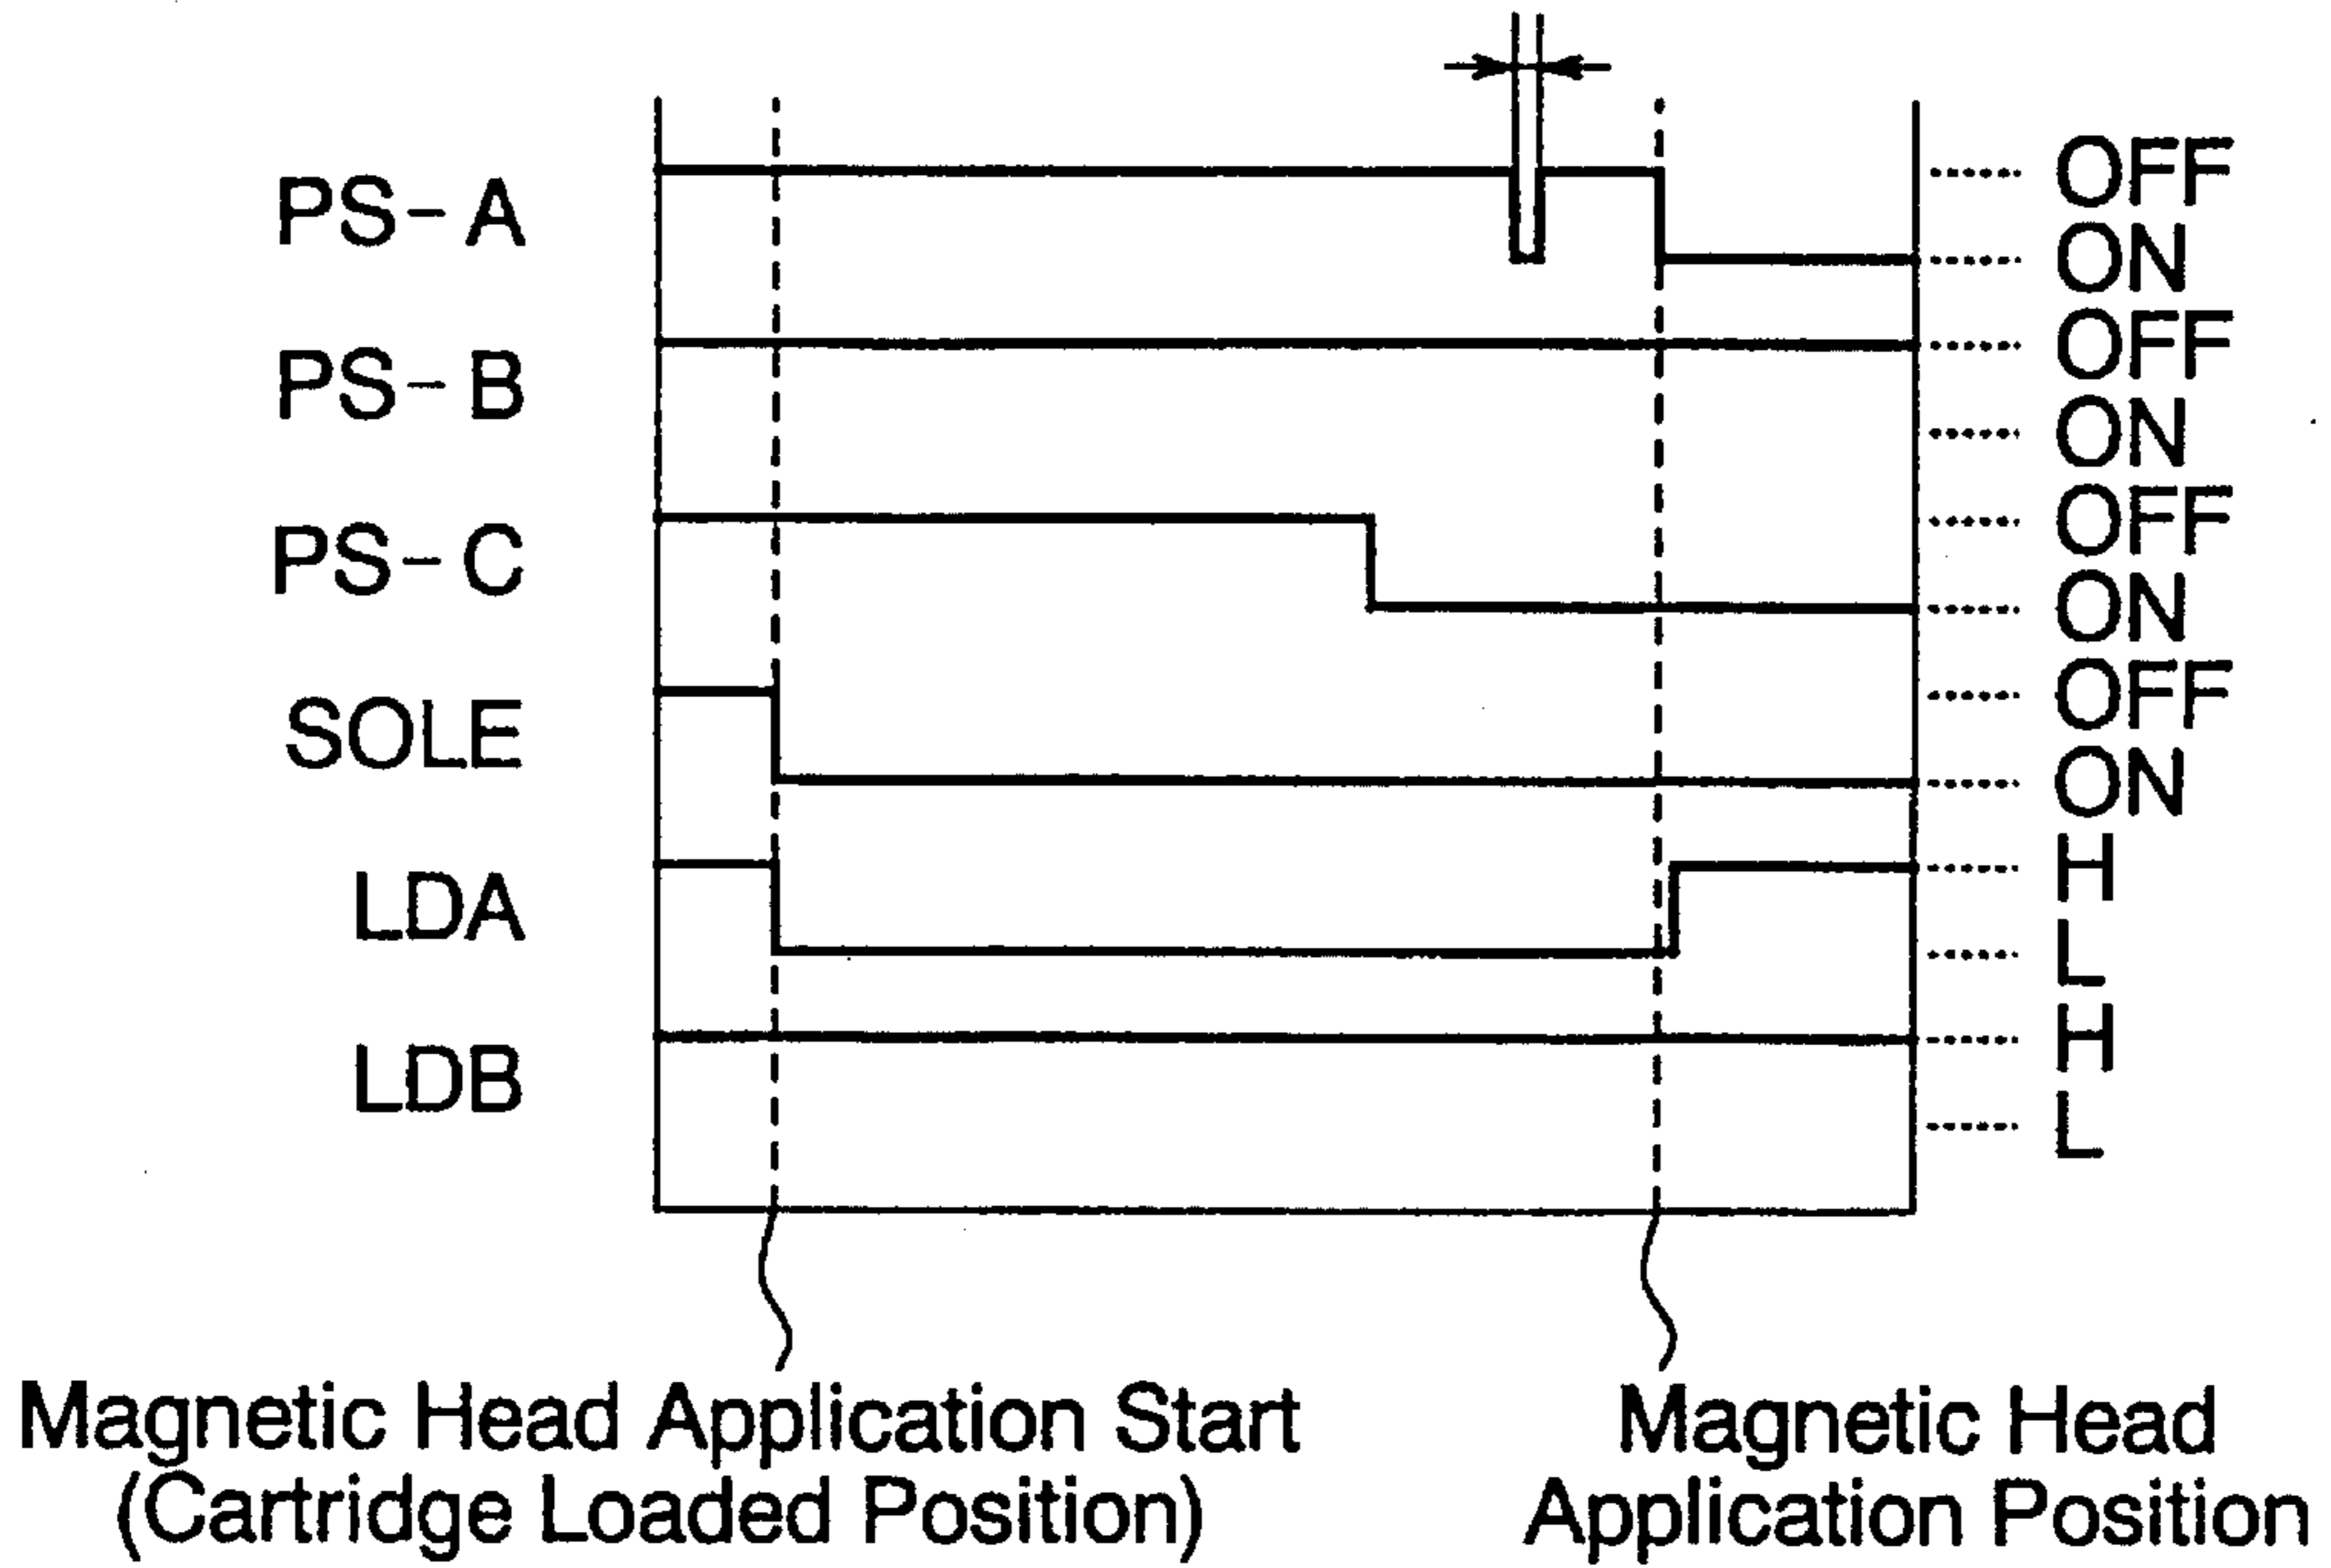 OFF
PS-A
ON
OFF
PS-B
ON
OFF
PS-C
ON
OFF
SOLE
ON
H
LDA
L
H
LDB
L
Magnetic Head Application Start
(Cartridge Loaded Position)
Magnetic Head
Application Position